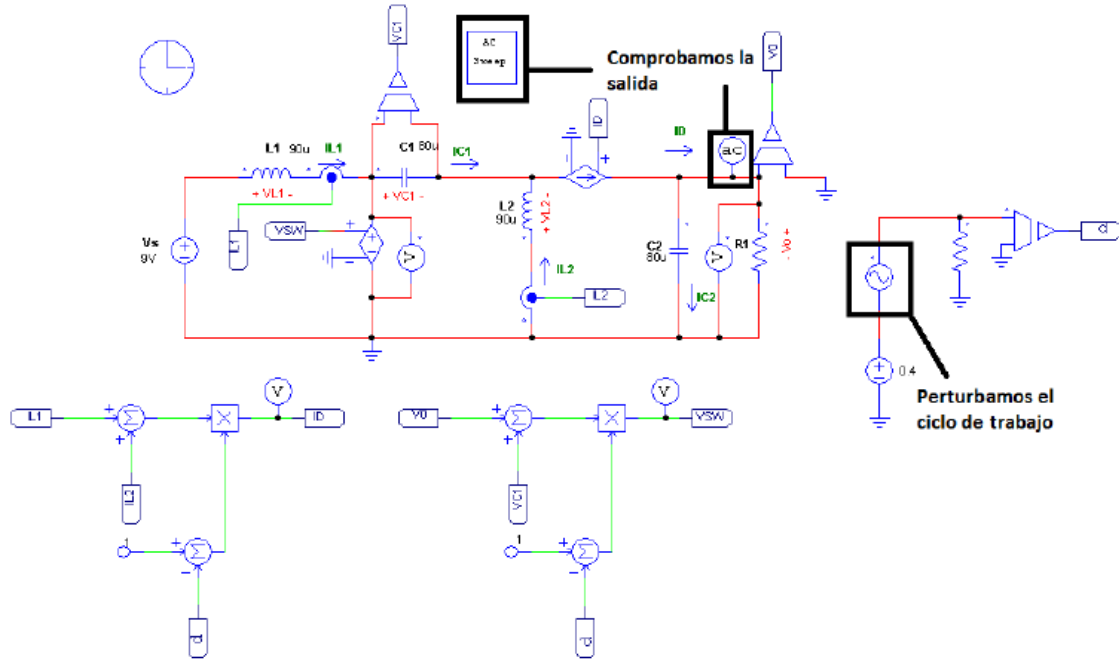 VC1
AC
Sweep
Comprobamos la
salida
V0
L1 90u IL1
C1 80u IC1
ID
ID
ac
+ VL1 -
+ VC1 -
L2
90u
+ VL2 -
Vs
9V
IL1
VSW
V
IL2
IL2
C2
80u
IC2
V
R1
- Vo +
d
0.4
Perturbamos el
ciclo de trabajo
IL1
+
Σ
+
X
V
ID
V0
+
Σ
+
X
V
VSW
IL2
VC1
1
+
Σ
-
1
+
Σ
-
d
d